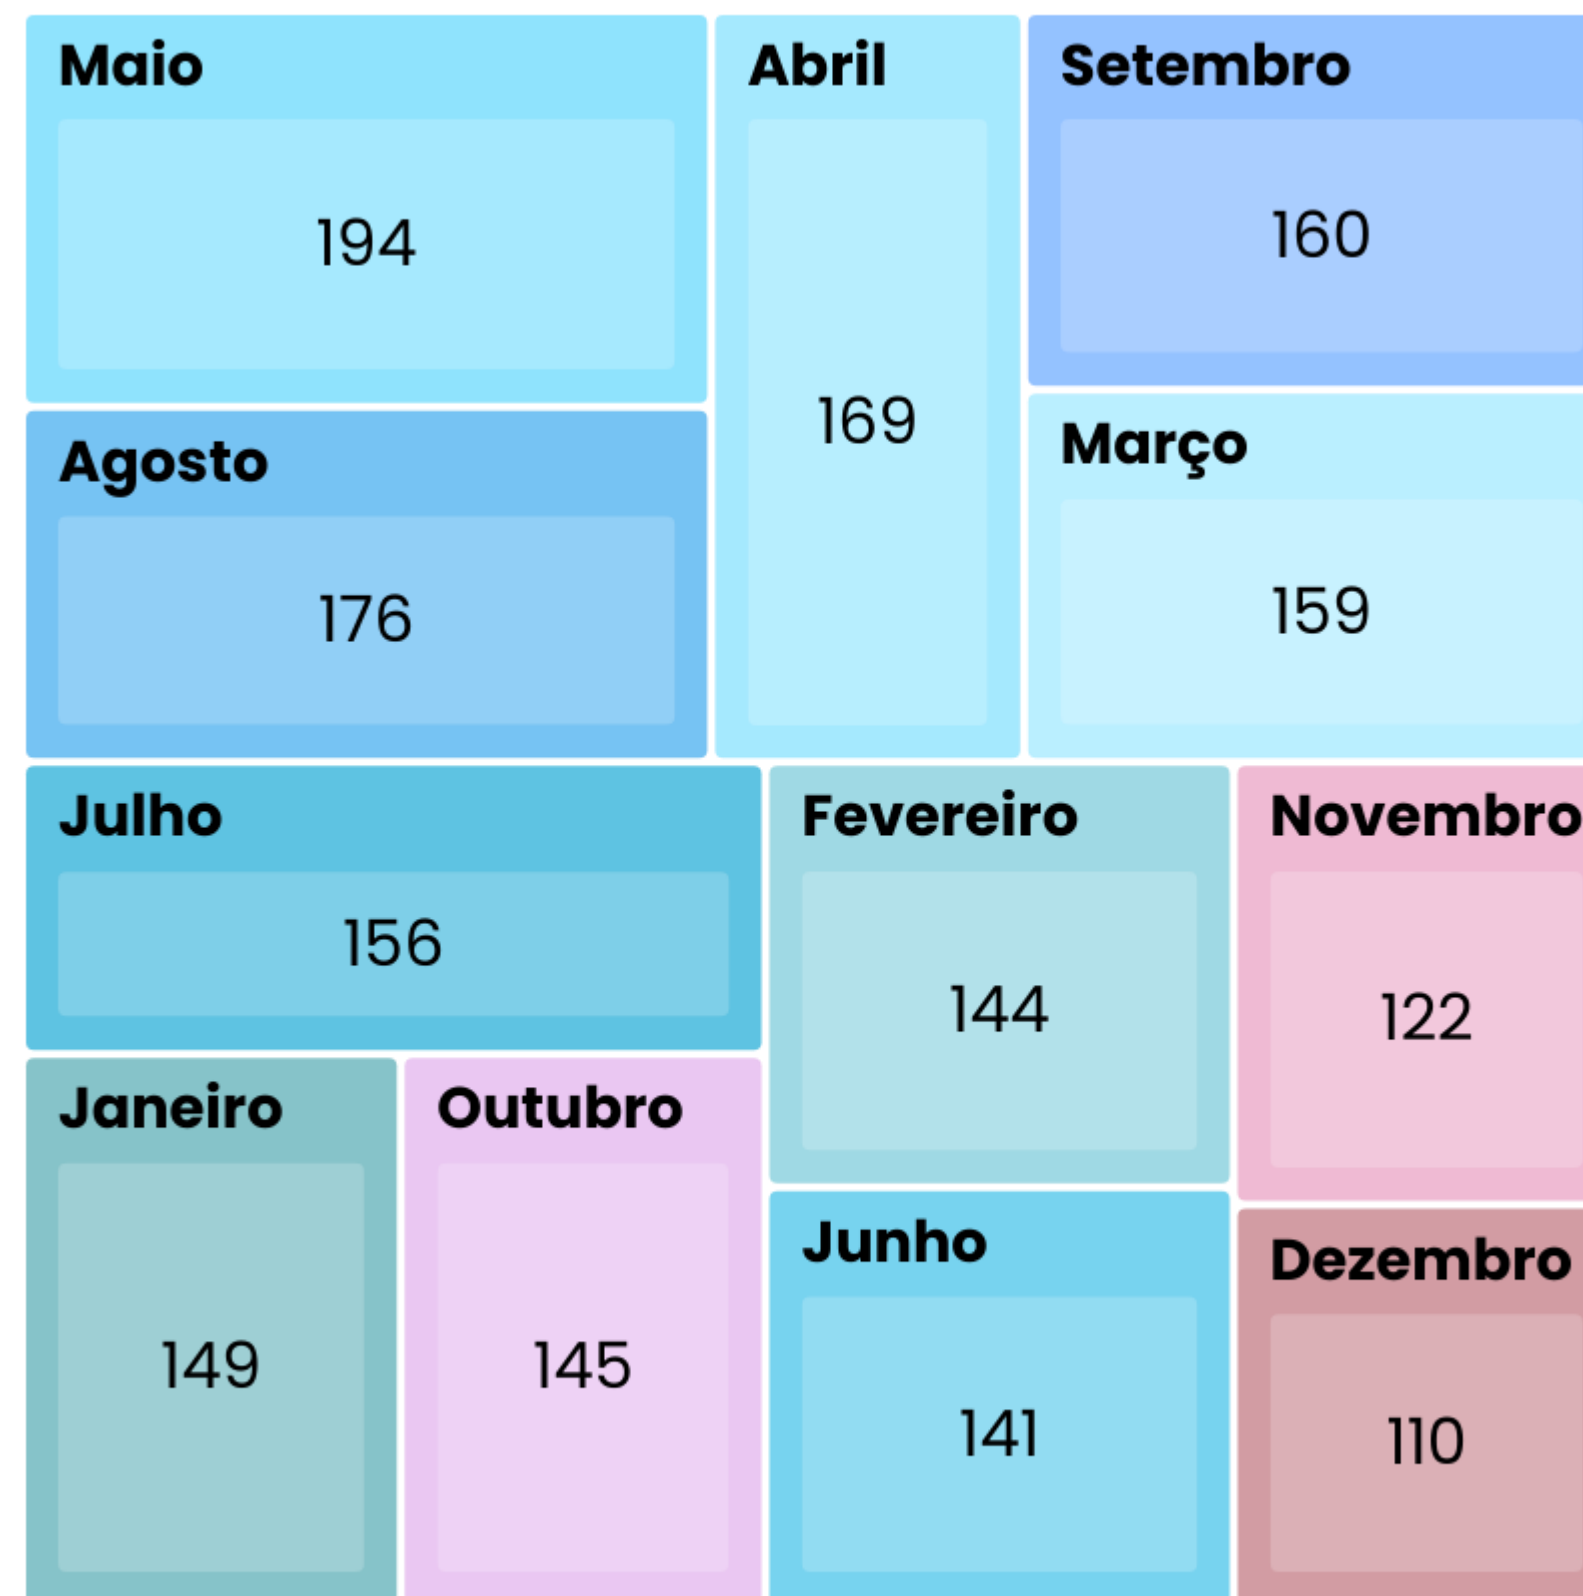 Maio
194
Agosto
176
Abril
169
Setembro
160
Março
159
Julho
156
Janeiro
149
Outubro
145
Fevereiro
144
Junho
141
Novembro
122
Dezembro
110